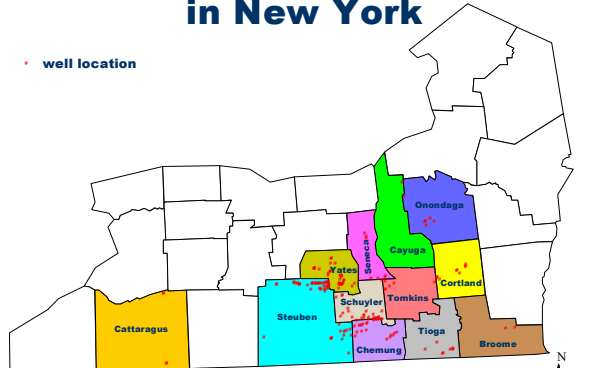 in New York
well location
Onondaga
Seneca
Cayuga
Yates
Cortland
Schuyler
Tomkins
Steuben
Cattaragus
Tioga
Chemung
Broome
N